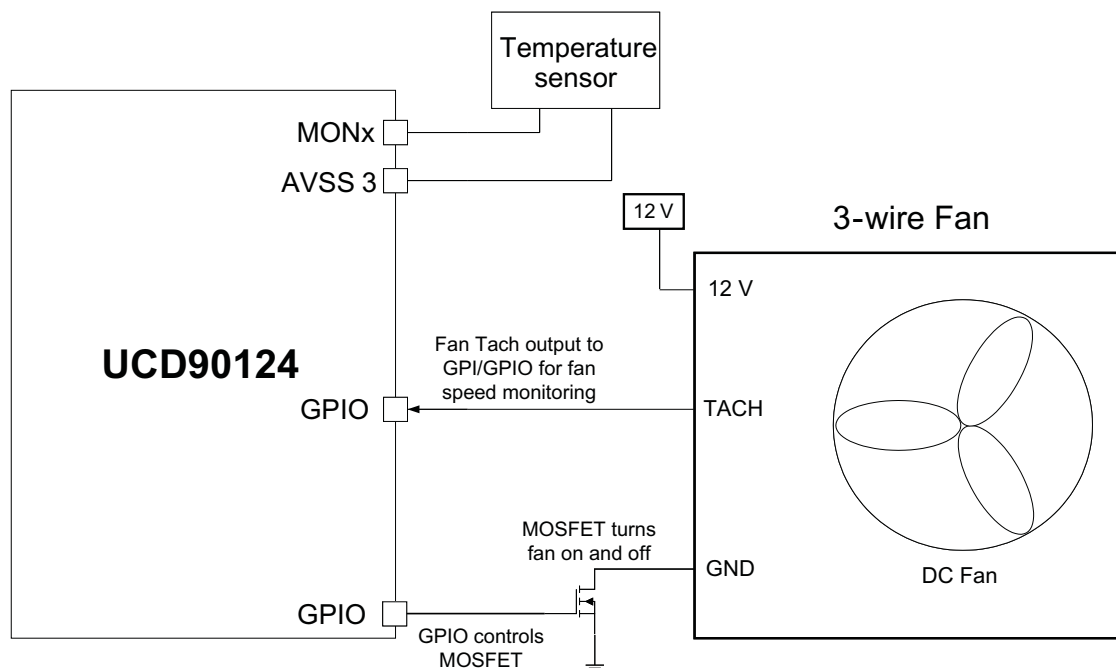 Temperature
sensor
MONx
AVSS 3
12 V
3-wire Fan
12 V
UCD90124
Fan Tach output to
GPI/GPIO for fan
speed monitoring
GPIO
TACH
MOSFET turns
fan on and off
GND
DC Fan
GPIO
GPIO controls
MOSFET